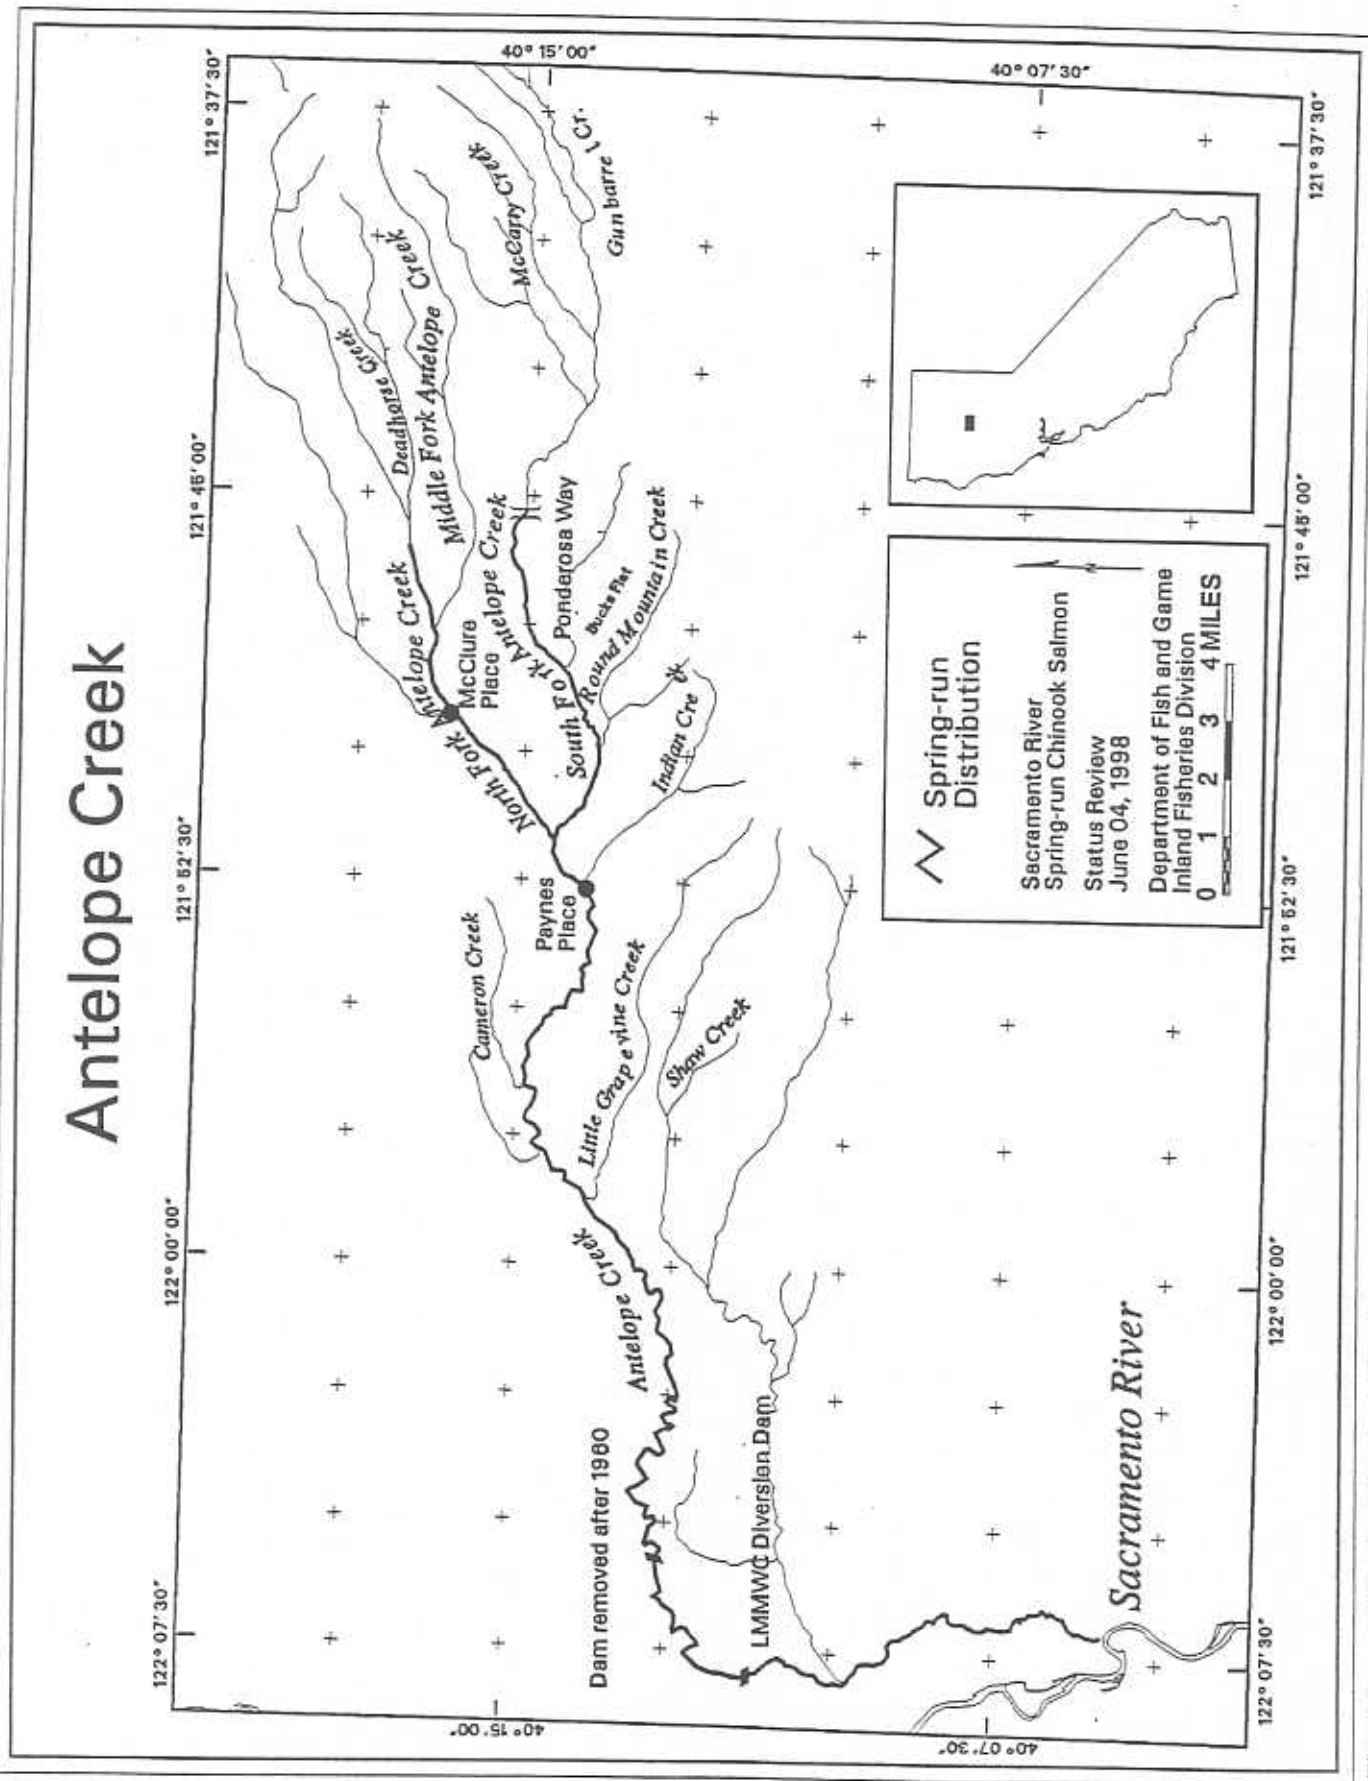 Antelope Creek
122° 07' 30"
122° 00' 00"
121° 52' 30"
121° 45' 00"
121° 37' 30"
40° 15' 00"
40° 15' 00"
40° 07' 30"
40° 07' 30"
Deadhorse Creek
Middle Fork Antelope Creek
McCarty Creek
Gunbarrel Cr.
North Fork Antelope Creek
McClure
Place
South Fork Antelope Creek
Ponderosa Way
Bucks Flat
Round Mountain Creek
Indian Cre
Paynes
Place
Cameron Creek
Little Grapevine Creek
Shaw Creek
Antelope Creek
Dam removed after 1980
LMMWC Diversion Dam
Sacramento River
Spring-run
Distribution
Sacramento River
Spring-run Chinook Salmon
Status Review
June 04, 1998
Department of Fish and Game
Inland Fisheries Division
0 1 2 3 4 MILES
N
122° 07' 30"
122° 00' 00"
121° 52' 30"
121° 45' 00"
121° 37' 30"